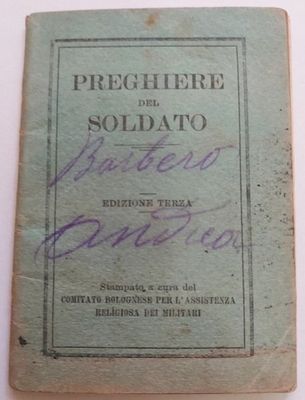 PREGHIERE
DEL
SOLDATO
Barbero
EDIZIONE TERZA
Andrea
Stampato a cura del
COMITATO BOLOGNESE PER L'ASSISTENZA
RELIGIOSA DEI MILITARI